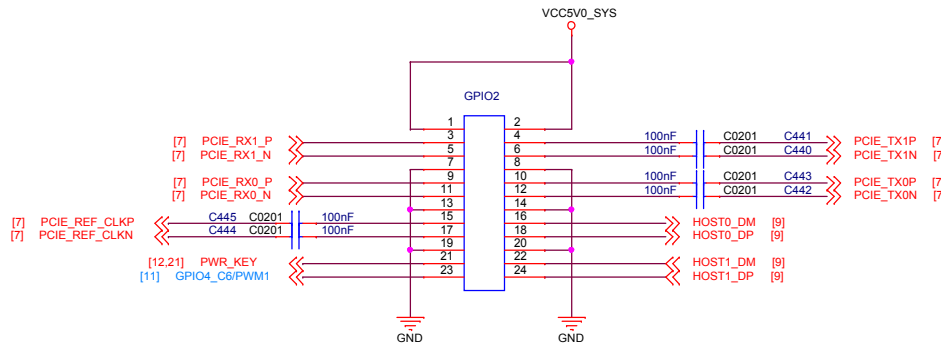 VCC5V0_SYS
GPIO2
1 2
[7] PCIE_RX1_P 3 4 100nF C0201 C441 PCIE_TX1P [7
[7] PCIE_RX1_N 5 6 100nF C0201 C440 PCIE_TX1N [7
7 8
[7] PCIE_RX0_P 9 10 100nF C0201 C443 PCIE_TX0P [7
[7] PCIE_RX0_N 11 12 100nF C0201 C442 PCIE_TX0N [7
13 14
[7] PCIE_REF_CLKP C445 C0201 100nF 15 16 HOST0_DM [9]
[7] PCIE_REF_CLKN C444 C0201 100nF 17 18 HOST0_DP [9]
19 20
[12,21] PWR_KEY 21 22 HOST1_DM [9]
[11] GPIO4_C6/PWM1 23 24 HOST1_DP [9]
GND GND